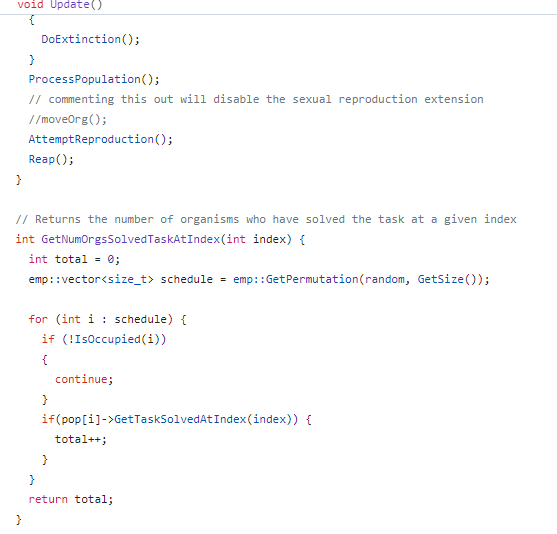 void Update()
{
DoExtinction();
}
ProcessPopulation();
// commenting this out will disable the sexual reproduction extension
//moveOrg();
AttemptReproduction();
Reap();
}
// Returns the number of organisms who have solved the task at a given index
int GetNumOrgsSolvedTaskAtIndex(int index) {
int total = 0;
emp::vector<size_t> schedule = emp::GetPermutation(random, GetSize());
for (int i : schedule) {
if (!IsOccupied(i))
{
continue;
}
if(pop[i]->GetTaskSolvedAtIndex(index)) {
total++;
}
}
return total;
}